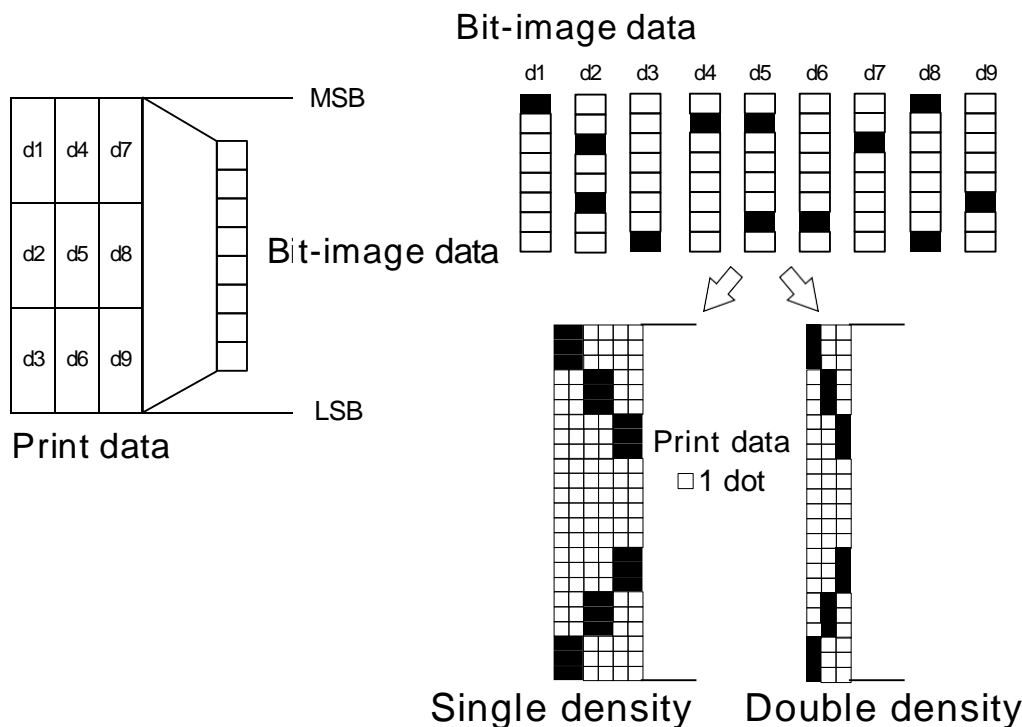 Bit-image data
d1 d2 d3 d4 d5 d6 d7 d8 d9
MSB
d1 d4 d7
d2 d5 d8
Bit-image data
d3 d6 d9
LSB
Print data
Print data
□1 dot
Single density
Double density